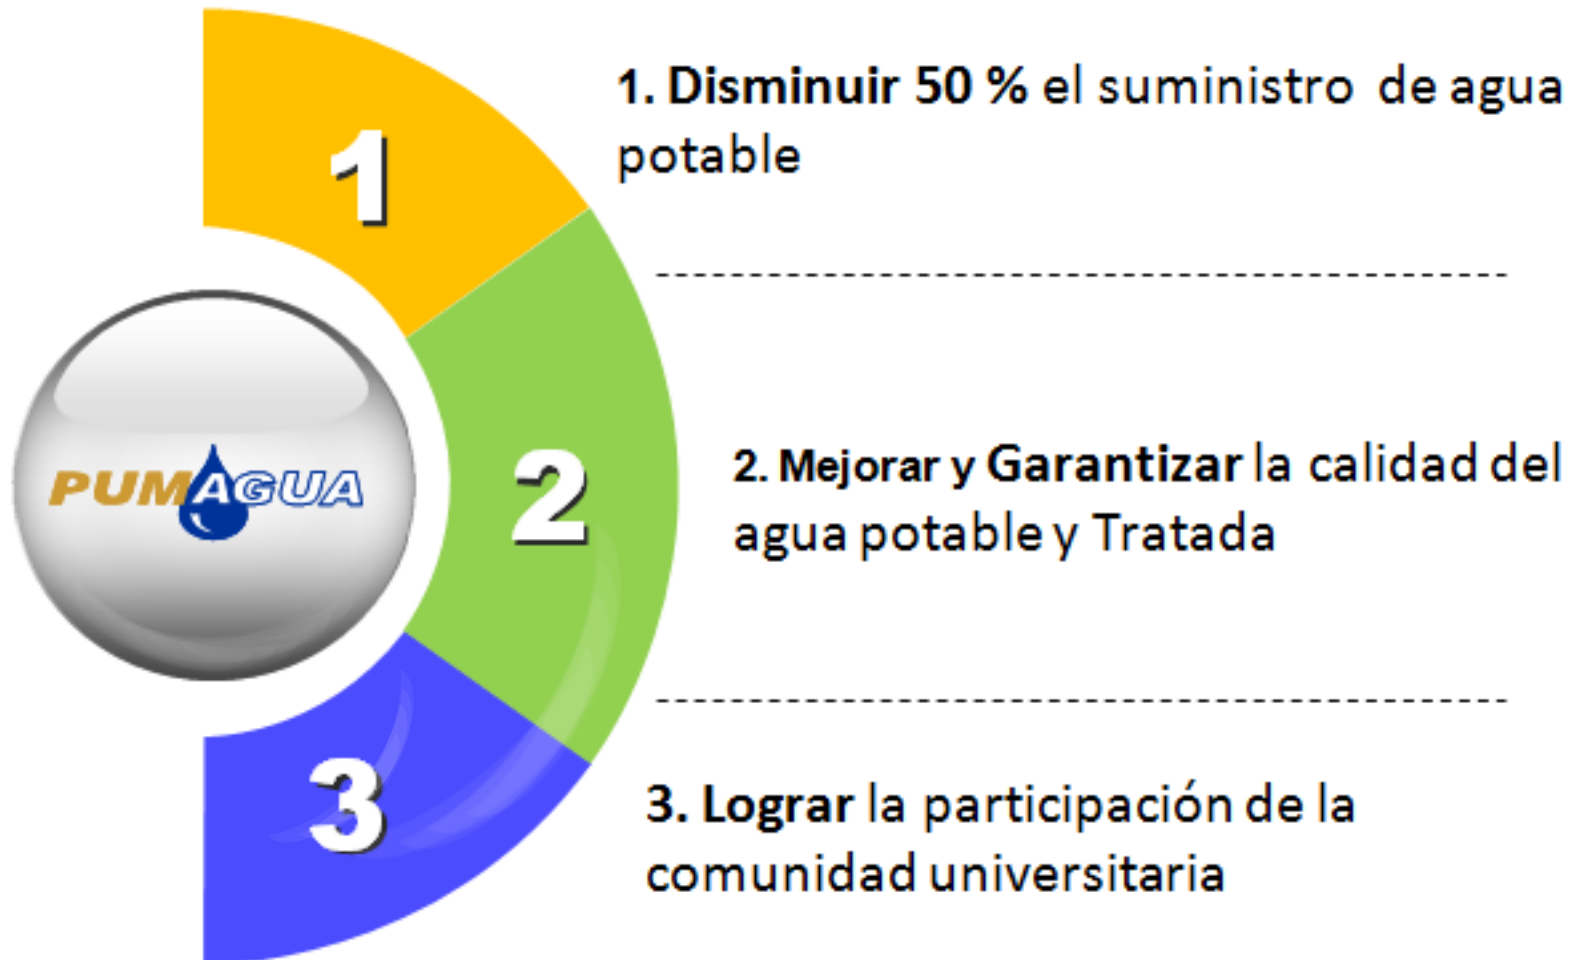 1
1. Disminuir 50 % el suministro de agua
potable
PUMAGUA
2
2. Mejorar y Garantizar la calidad del
agua potable y Tratada
3
3. Lograr la participación de la
comunidad universitaria